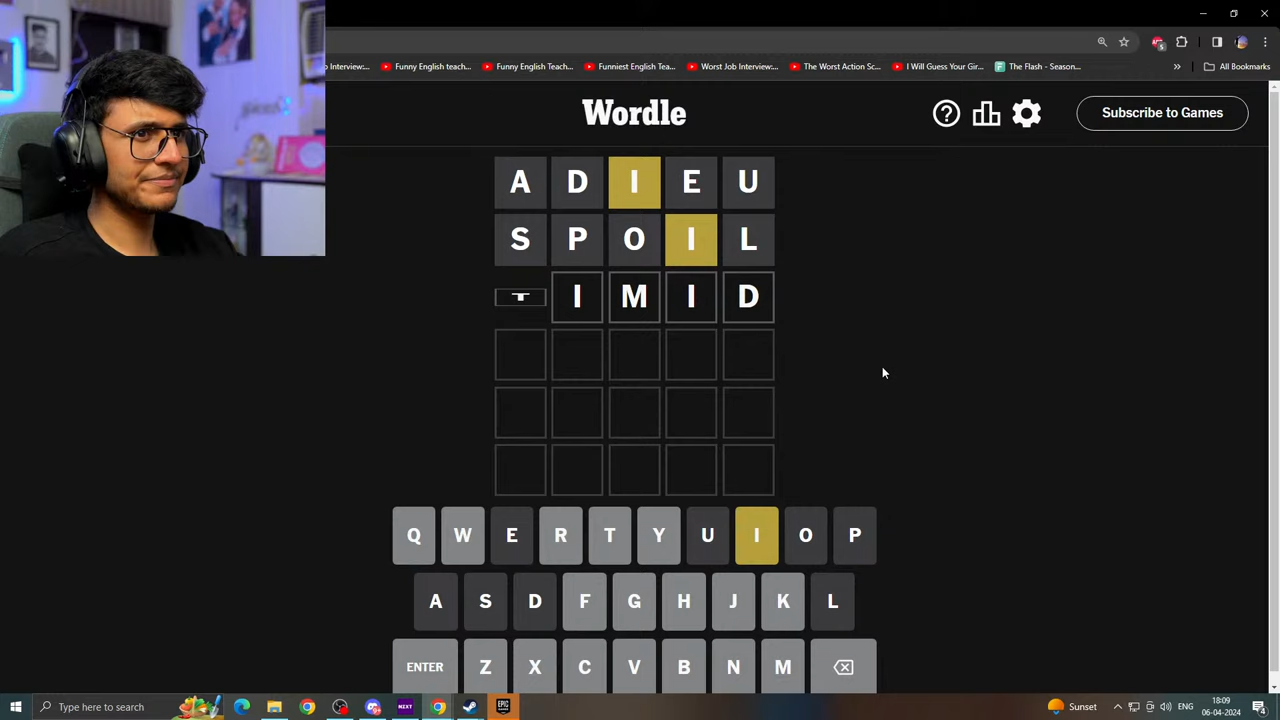 o Interview:...
Funny English teach...
Funny English Teach...
Funniest English Tea...
Worst Job Interview:...
The Worst Action Sc...
I Will Guess Your Gir...
The Flash - Season...
»
All Bookmarks
Wordle
Subscribe to Games
A D I E U
S P O I L
T I M I D
Q W E R T Y U I O P
A S D F G H J K L
ENTER Z X C V B N M
Type here to search
NIXT
EPIC
Sunset
ENG
18:09
06-04-2024